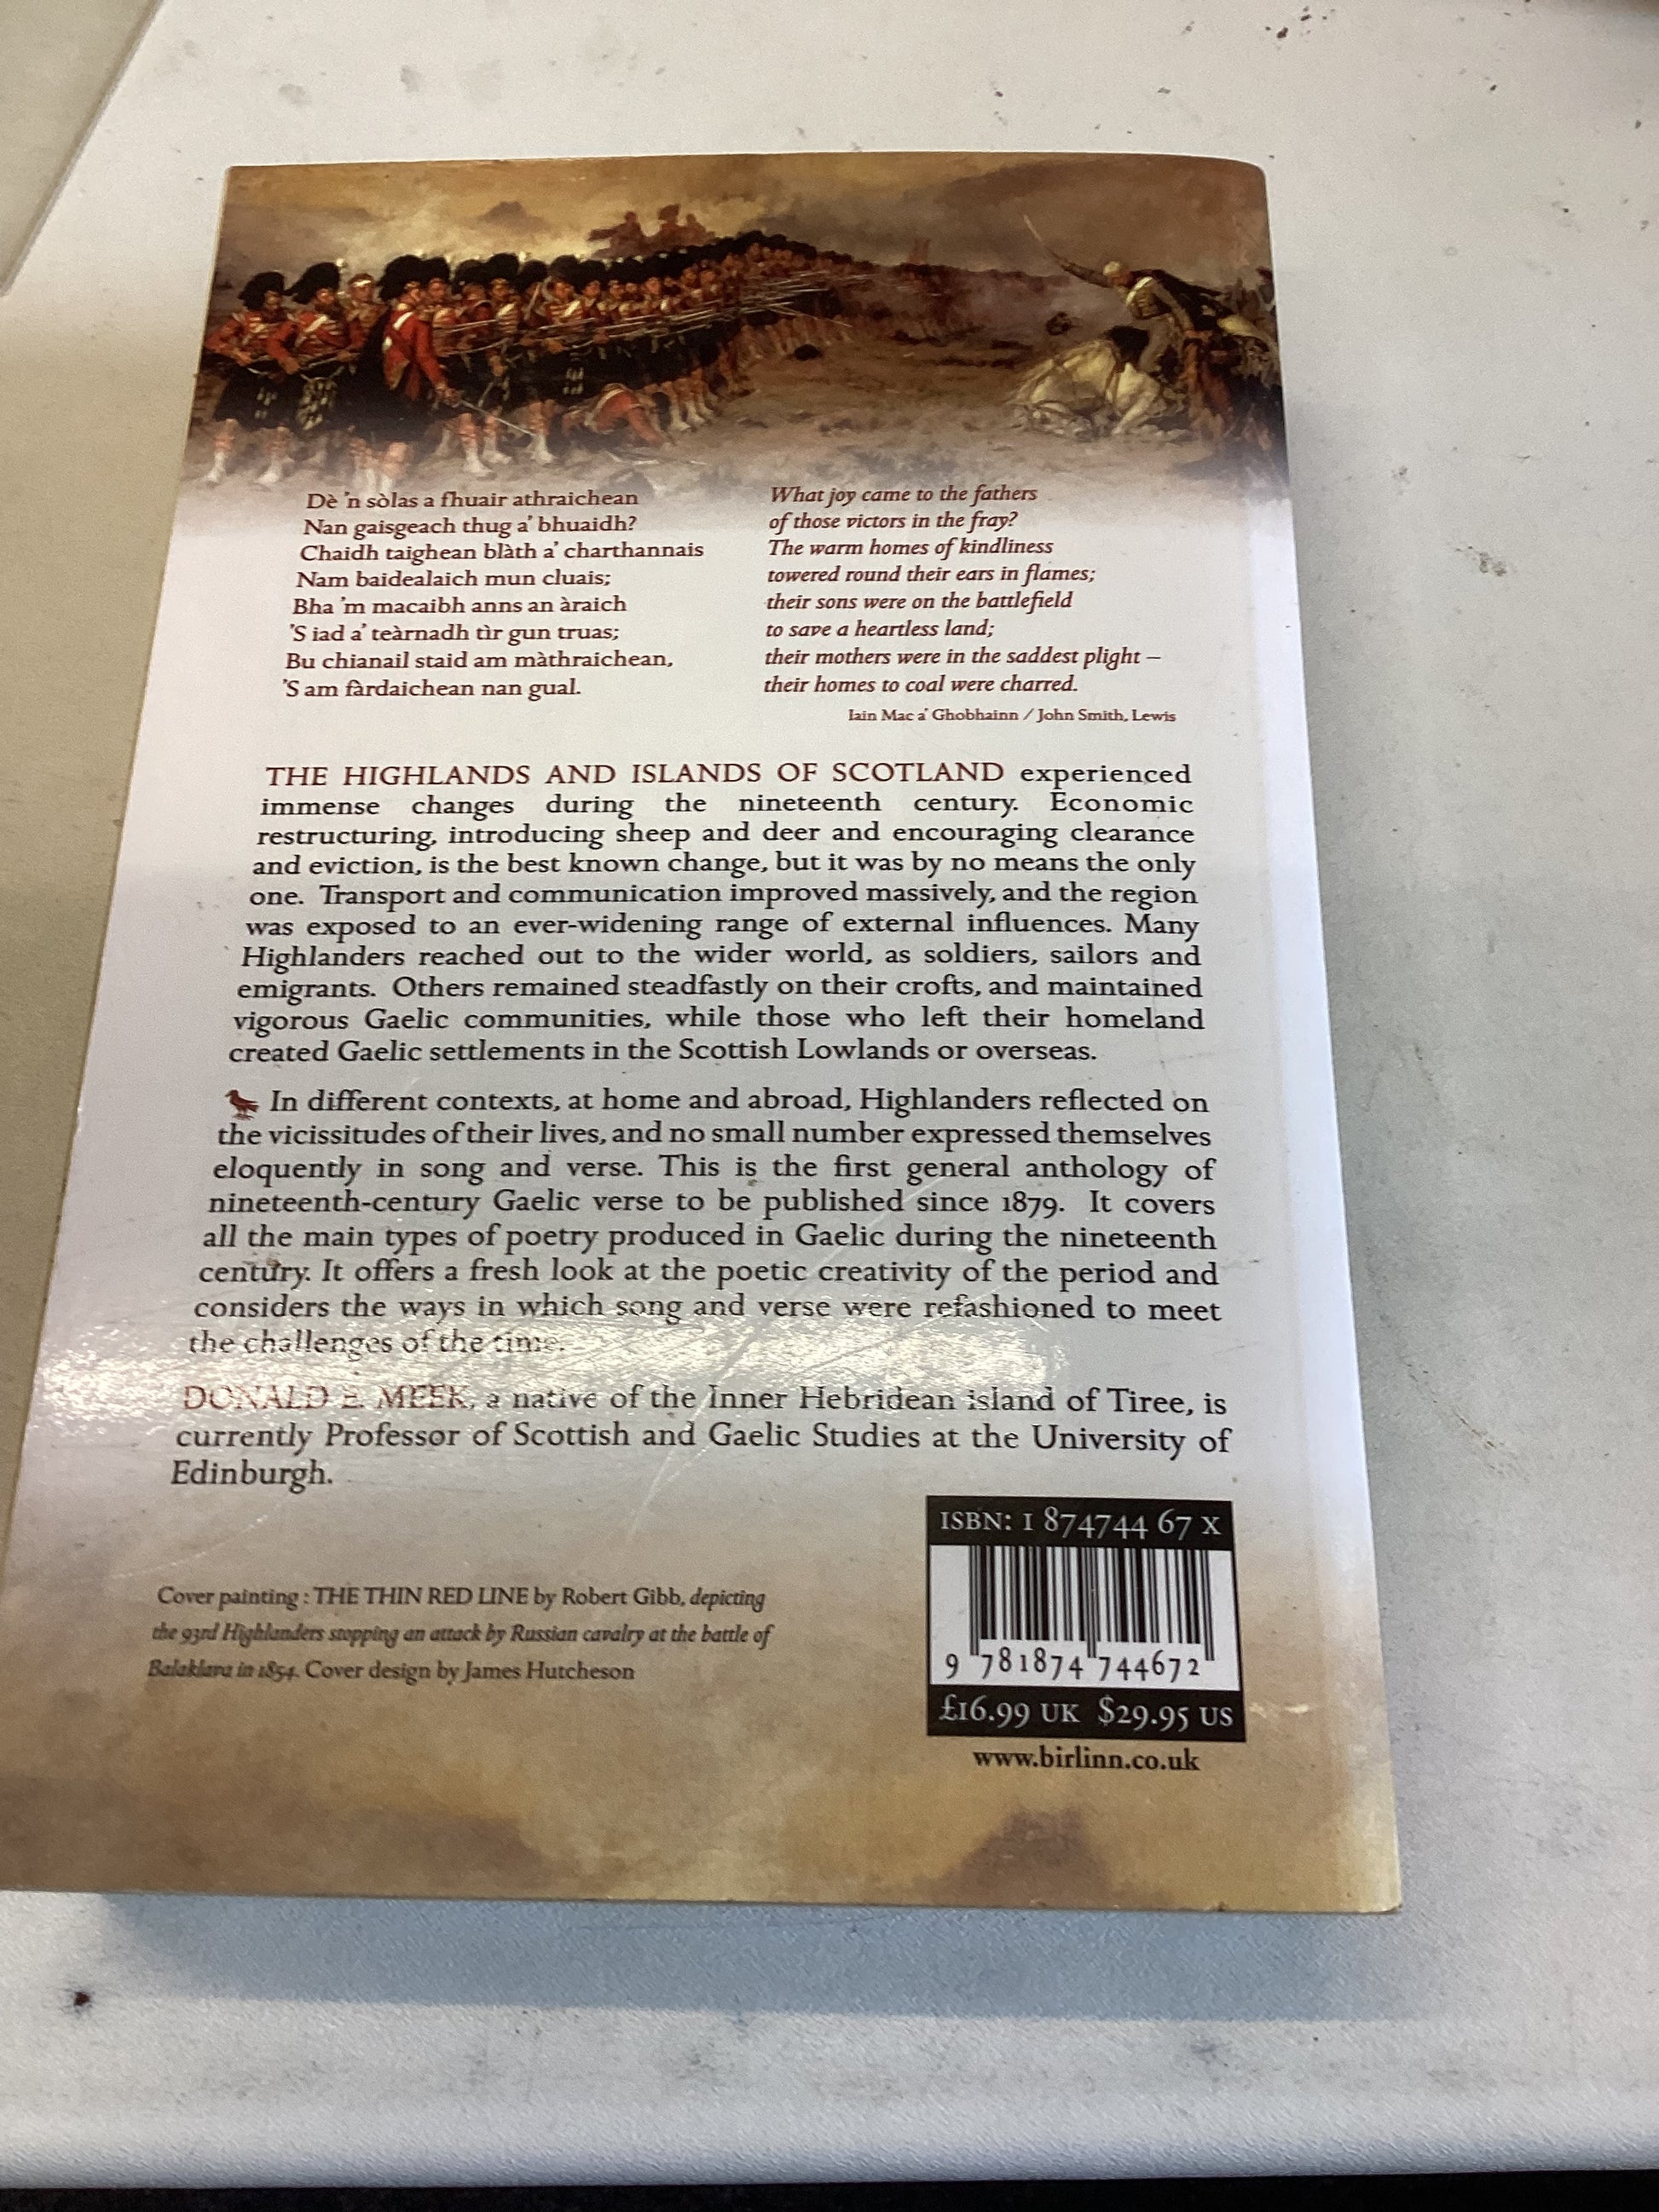 Dè 'n sòlas a fhuair athraichean
Nan gaisgeach thug a' bhuaidh?
Chaidh taighean blàth a' charthannais
Nam baidealaich mun cluais;
Bha 'm macaibh anns an àraich
'S iad a' teàrnadh tìr gun truas;
Bu chianail staid am màthraichean,
'S am fàrdaichean nan gual.
What joy came to the fathers
of those victors in the fray?
The warm homes of kindliness
towered round their ears in flames;
their sons were on the battlefield
to save a heartless land;
their mothers were in the saddest plight –
their homes to coal were charred.
Iain Mac a' Ghobhainn / John Smith, Lewis
THE HIGHLANDS AND ISLANDS OF SCOTLAND experienced
immense changes during the nineteenth century. Economic
restructuring, introducing sheep and deer and encouraging clearance
and eviction, is the best known change, but it was by no means the only
one. Transport and communication improved massively, and the region
was exposed to an ever-widening range of external influences. Many
Highlanders reached out to the wider world, as soldiers, sailors and
emigrants. Others remained steadfastly on their crofts, and maintained
vigorous Gaelic communities, while those who left their homeland
created Gaelic settlements in the Scottish Lowlands or overseas.
In different contexts, at home and abroad, Highlanders reflected on
the vicissitudes of their lives, and no small number expressed themselves
eloquently in song and verse. This is the first general anthology of
nineteenth-century Gaelic verse to be published since 1879. It covers
all the main types of poetry produced in Gaelic during the nineteenth
century. It offers a fresh look at the poetic creativity of the period and
considers the ways in which song and verse were refashioned to meet
the challenges of the time.
DONALD E. MEEK, a native of the Inner Hebridean island of Tiree, is
currently Professor of Scottish and Gaelic Studies at the University of
Edinburgh.
Cover painting : THE THIN RED LINE by Robert Gibb, depicting
the 93rd Highlanders stopping an attack by Russian cavalry at the battle of
Balaklava in 1854. Cover design by James Hutcheson
ISBN: 1 874744 67 X
9 781874 744672
£16.99 UK $29.95 US
www.birlinn.co.uk